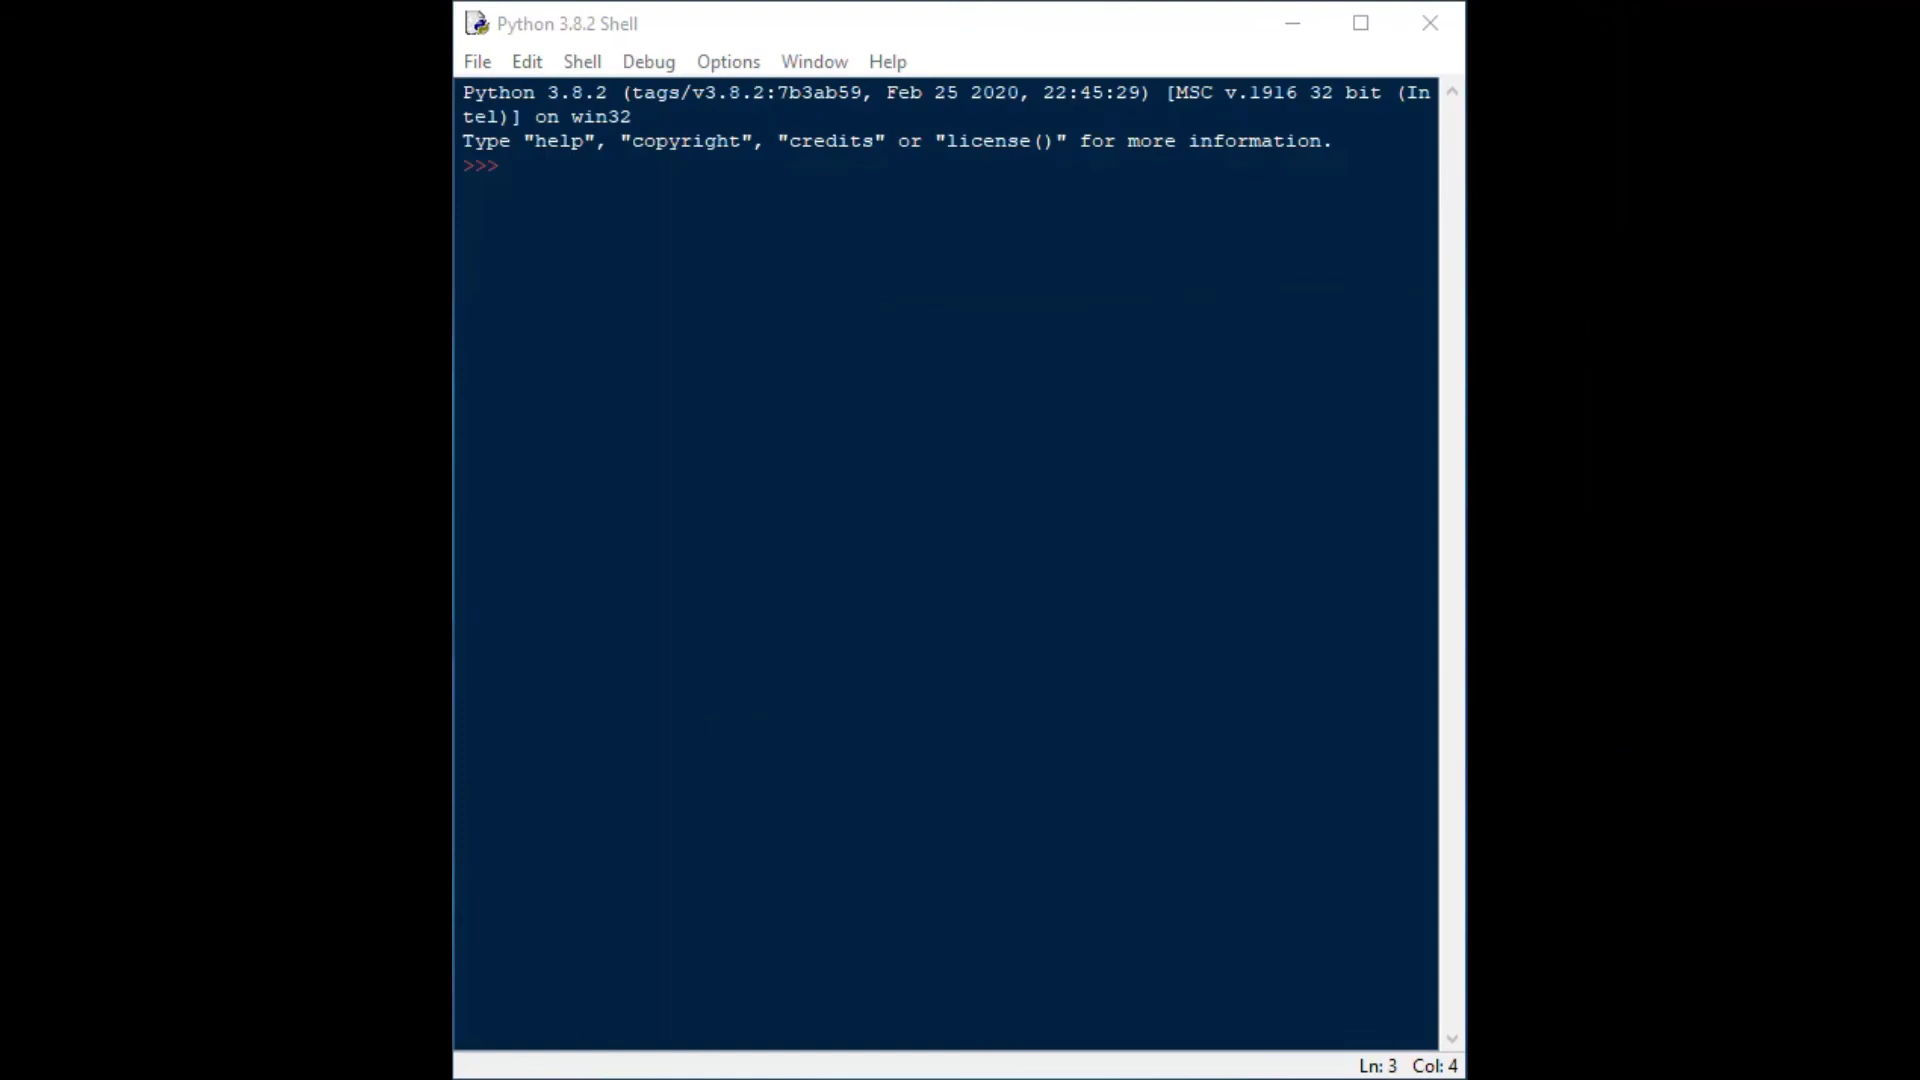 Python 3.8.2 Shell
File Edit Shell Debug Options Window Help
Python 3.8.2 (tags/v3.8.2:7b3ab59, Feb 25 2020, 22:45:29) [MSC v.1916 32 bit (In
tel)] on win32
Type "help", "copyright", "credits" or "license()" for more information.
>>>
Ln: 3 Col: 4